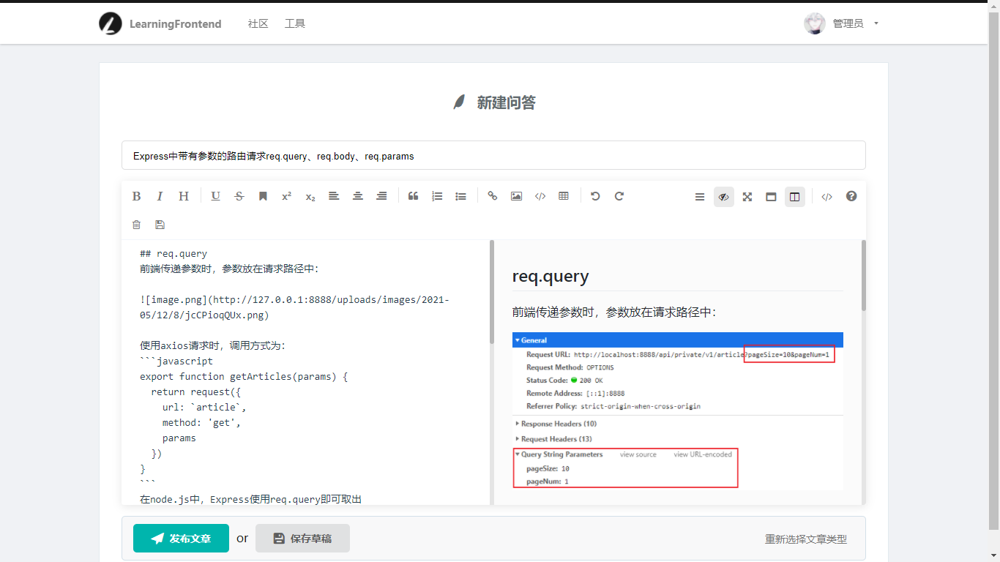 LearningFrontend 社区 工具 管理员
新建问答
Express中带有参数的路由请求req.query、req.body、req.params
B I H U S x² x₂
## req.query
前端传递参数时，参数放在请求路径中：
![image.png](http://127.0.0.1:8888/uploads/images/2021-
05/12/8/jcCPioqQUx.png)
使用axios请求时，调用方式为：
```javascript
export function getArticles(params) {
  return request({
    url: `article`,
    method: 'get',
    params
  })
}
```
在node.js中，Express使用req.query即可取出
req.query
前端传递参数时，参数放在请求路径中：
General
Request URL: http://localhost:8888/api/private/v1/article?pageSize=10&pageNum=1
Request Method: OPTIONS
Status Code: 200 OK
Remote Address: [::1]:8888
Referrer Policy: strict-origin-when-cross-origin
Response Headers (10)
Request Headers (13)
Query String Parameters view source view URL-encoded
pageSize: 10
pageNum: 1
发布文章 or 保存草稿 重新选择文章类型